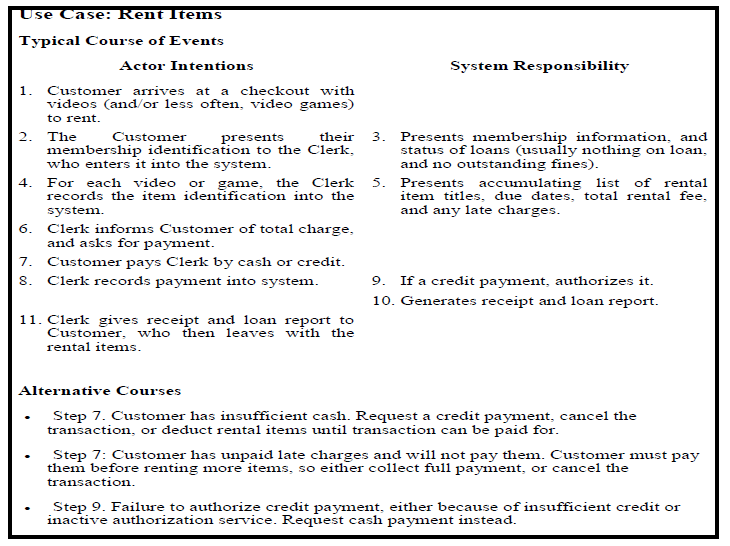 Use Case: Rent Items
Typical Course of Events
Actor Intentions System Responsibility
1. Customer arrives at a checkout with
videos (and/or less often, video games)
to rent.
2. The Customer presents their
membership identification to the Clerk,
who enters it into the system.
3. Presents membership information, and
status of loans (usually nothing on loan,
and no outstanding fines).
4. For each video or game, the Clerk
records the item identification into the
system.
5. Presents accumulating list of rental
item titles, due dates, total rental fee,
and any late charges.
6. Clerk informs Customer of total charge,
and asks for payment.
7. Customer pays Clerk by cash or credit.
8. Clerk records payment into system.
9. If a credit payment, authorizes it.
10. Generates receipt and loan report.
11. Clerk gives receipt and loan report to
Customer, who then leaves with the
rental items.
Alternative Courses
• Step 7. Customer has insufficient cash. Request a credit payment, cancel the
transaction, or deduct rental items until transaction can be paid for.
• Step 7: Customer has unpaid late charges and will not pay them. Customer must pay
them before renting more items, so either collect full payment, or cancel the
transaction.
• Step 9. Failure to authorize credit payment, either because of insufficient credit or
inactive authorization service. Request cash payment instead.